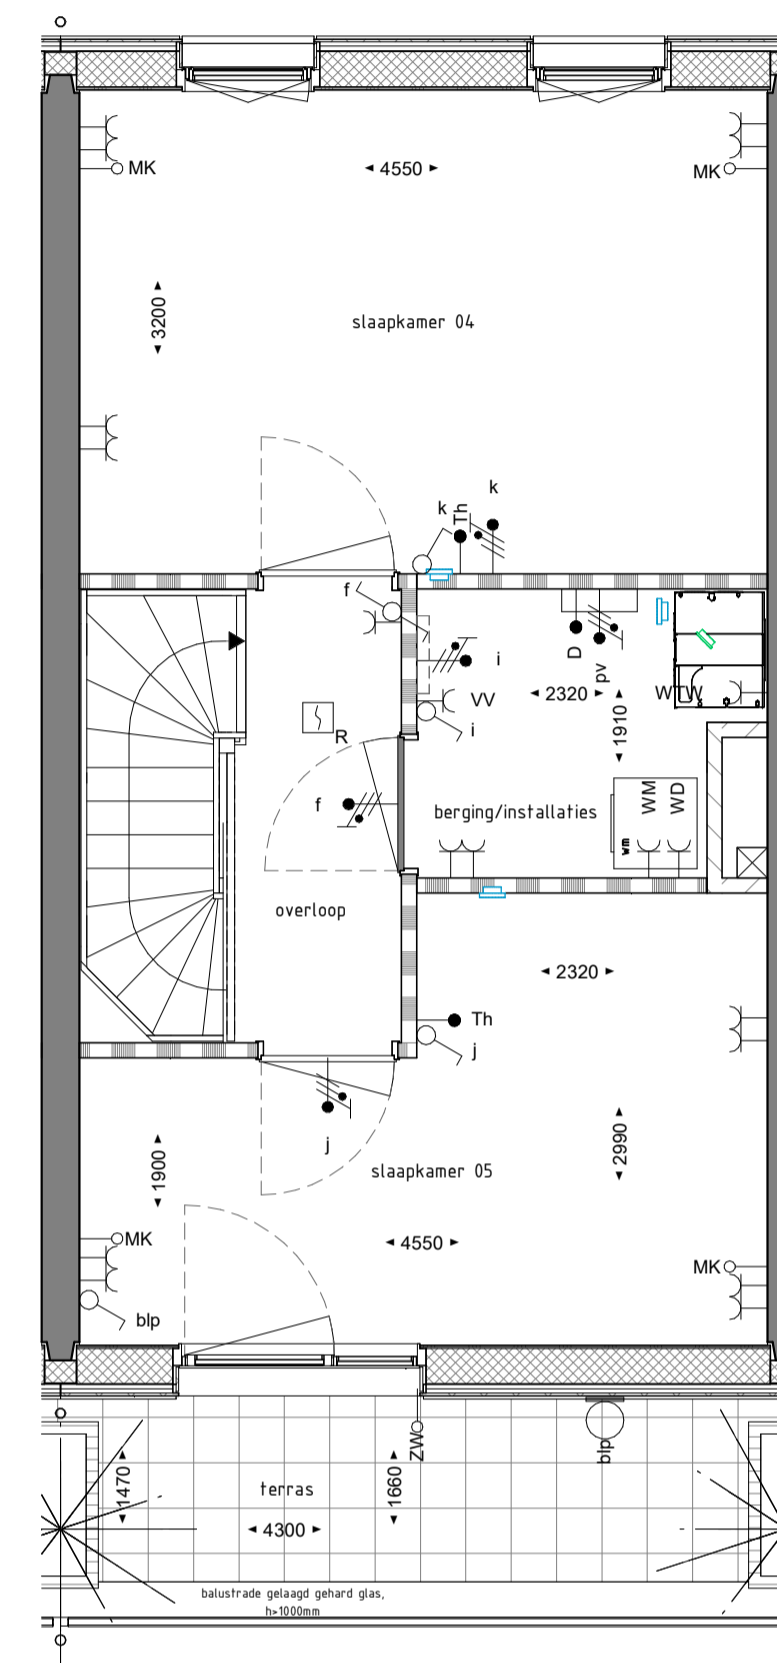 MK
4550
MK
3200
slaapkamer 04
k
k
Th
f
i
D
pv
VV
2320
WTW
i
1910
R
f
WM
WD
berging/installaties
wm
overloop
2320
Th
j
j
2990
1900
slaapkamer 05
MK
4550
MK
blp
ZW
blp
1470
1660
terras
4300
balustrade gelaagd gehard glas,
h>1000mm